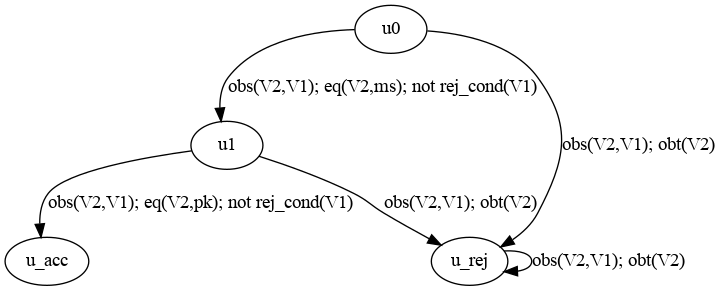 u0
obs(V2,V1); eq(V2,ms); not rej_cond(V1)
u1
obs(V2,V1); obt(V2)
obs(V2,V1); eq(V2,pk); not rej_cond(V1)
obs(V2,V1); obt(V2)
u_acc
u_rej
obs(V2,V1); obt(V2)